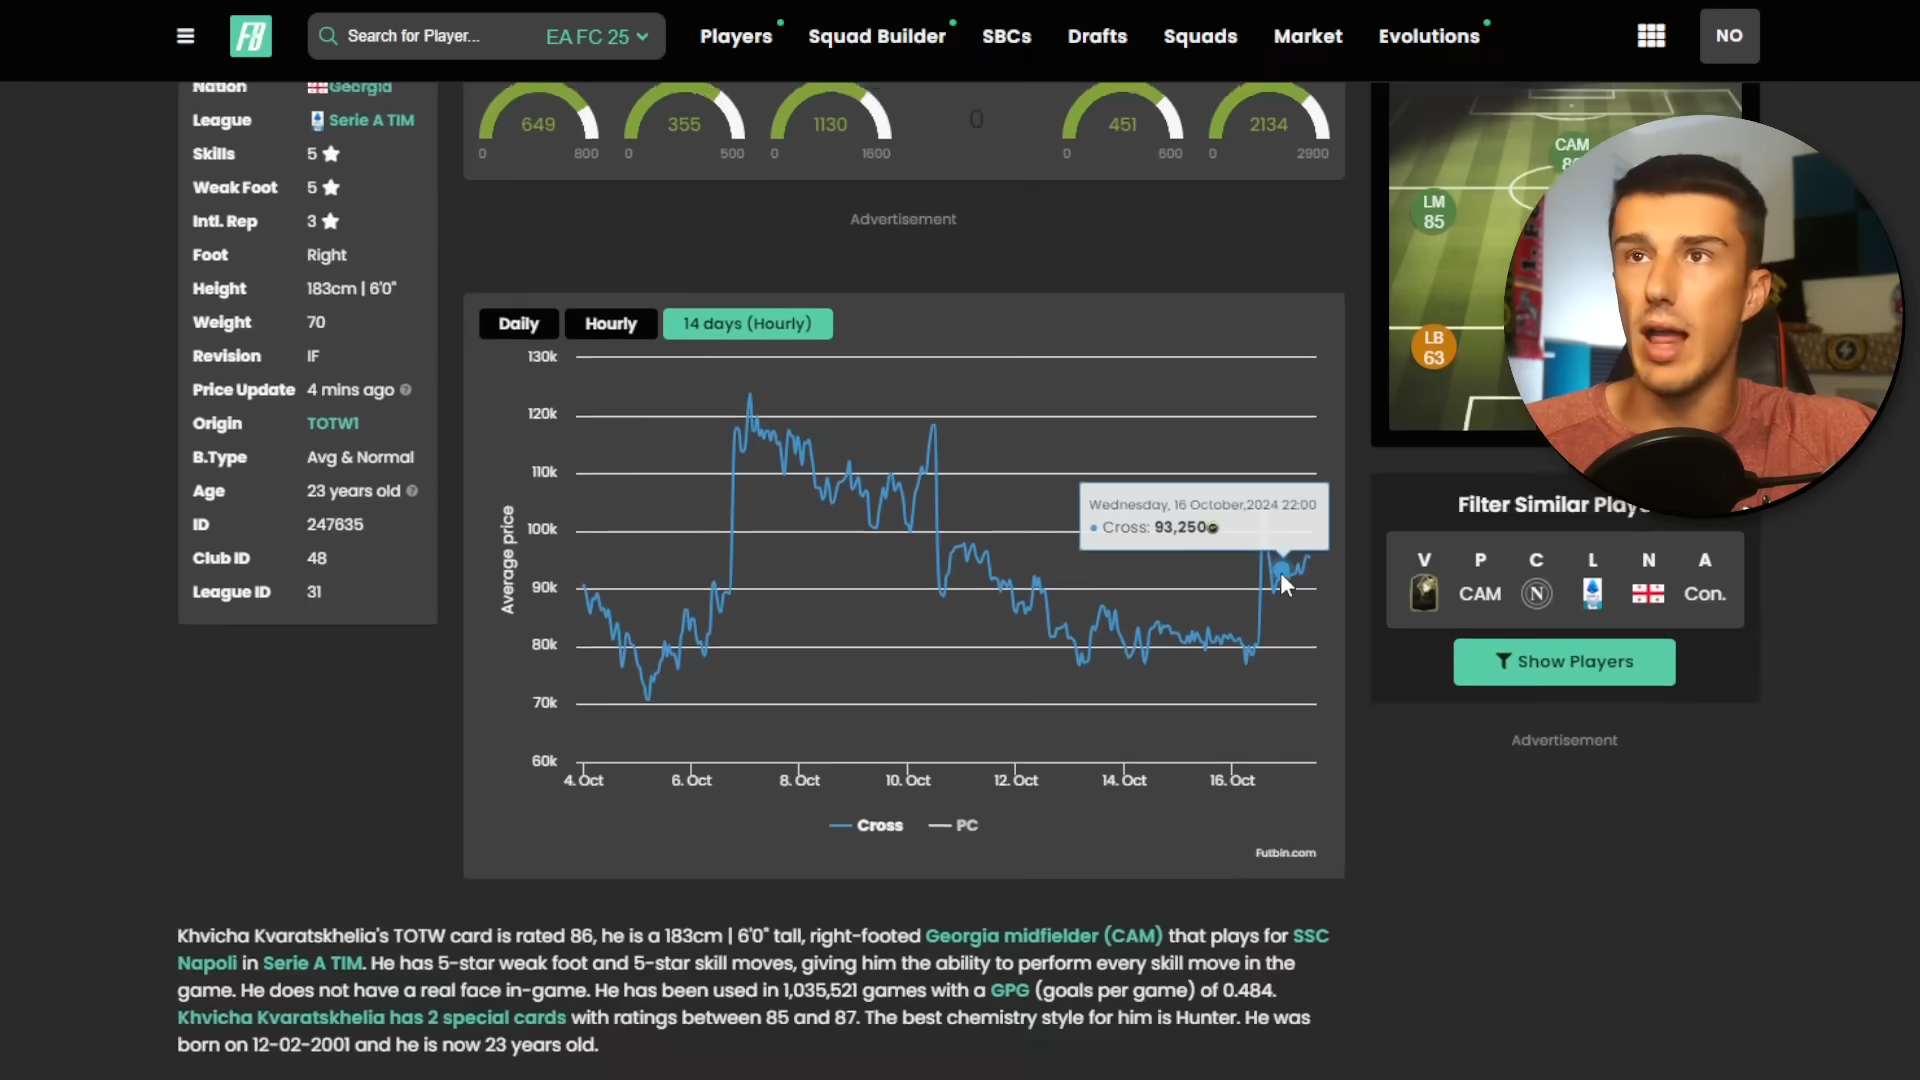 Search for Player...
EA FC 25
Players
Squad Builder
SBCs
Drafts
Squads
Market
Evolutions
NO
Nation Georgia
League Serie A TIM
Skills 5
Weak Foot 5
Intl. Rep 3
Foot Right
Height 183cm | 6'0"
Weight 70
Revision IF
Price Update 4 mins ago
Origin TOTW1
B.Type Avg & Normal
Age 23 years old
ID 247635
Club ID 48
League ID 31
649 355 1130 0 451 2134
0 800 0 500 0 1600 0 600 0 2900
Advertisement
Daily Hourly 14 days (Hourly)
Average price
130k
120k
110k
100k
90k
80k
70k
60k
Wednesday, 16 October,2024 22:00
Cross: 93,250
4. Oct 6. Oct 8. Oct 10. Oct 12. Oct 14. Oct 16. Oct
Cross PC
Futbin.com
CAM
LM
85
LB
63
Filter Similar
V P C L N A
CAM N Con.
Show Players
Advertisement
Khvicha Kvaratskhelia's TOTW card is rated 86, he is a 183cm | 6'0" tall, right-footed Georgia midfielder (CAM) that plays for SSC
Napoli in Serie A TIM. He has 5-star weak foot and 5-star skill moves, giving him the ability to perform every skill move in the
game. He does not have a real face in-game. He has been used in 1,035,521 games with a GPG (goals per game) of 0.484.
Khvicha Kvaratskhelia has 2 special cards with ratings between 85 and 87. The best chemistry style for him is Hunter. He was
born on 12-02-2001 and he is now 23 years old.